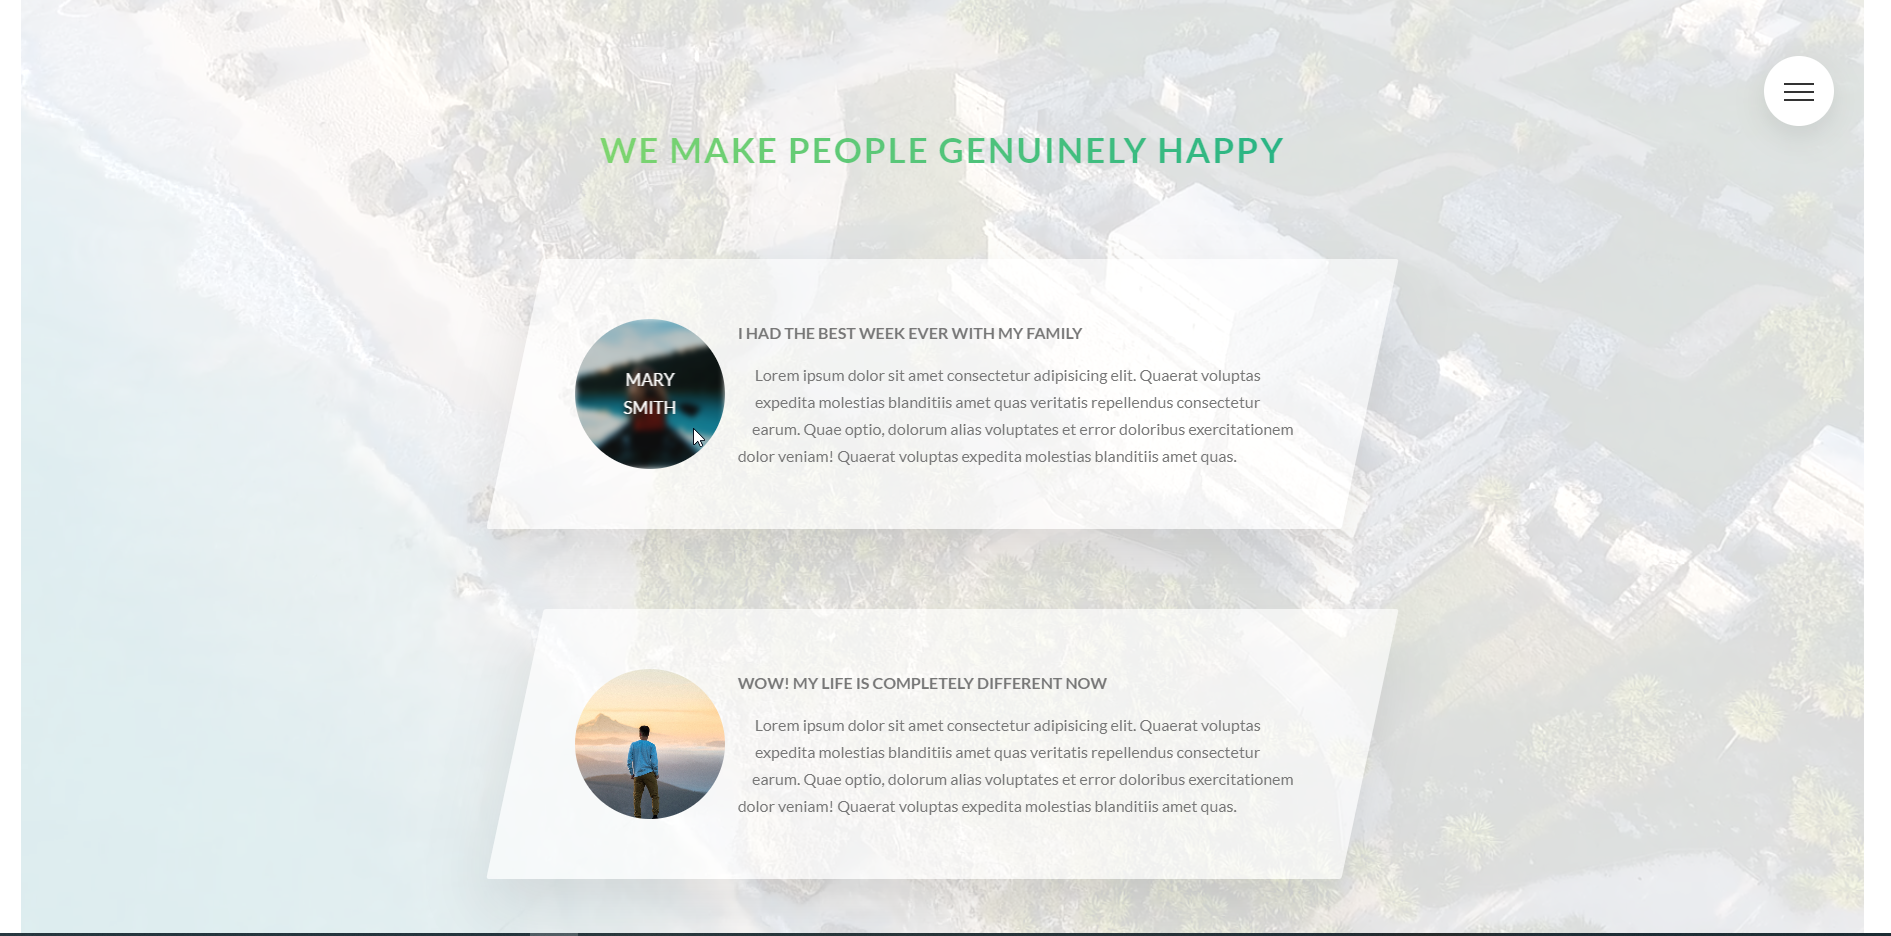 WE MAKE PEOPLE GENUINELY HAPPY
MARY
SMITH
I HAD THE BEST WEEK EVER WITH MY FAMILY
Lorem ipsum dolor sit amet consectetur adipisicing elit. Quaerat voluptas
expedita molestias blanditiis amet quas veritatis repellendus consectetur
earum. Quae optio, dolorum alias voluptates et error doloribus exercitationem
dolor veniam! Quaerat voluptas expedita molestias blanditiis amet quas.
WOW! MY LIFE IS COMPLETELY DIFFERENT NOW
Lorem ipsum dolor sit amet consectetur adipisicing elit. Quaerat voluptas
expedita molestias blanditiis amet quas veritatis repellendus consectetur
earum. Quae optio, dolorum alias voluptates et error doloribus exercitationem
dolor veniam! Quaerat voluptas expedita molestias blanditiis amet quas.